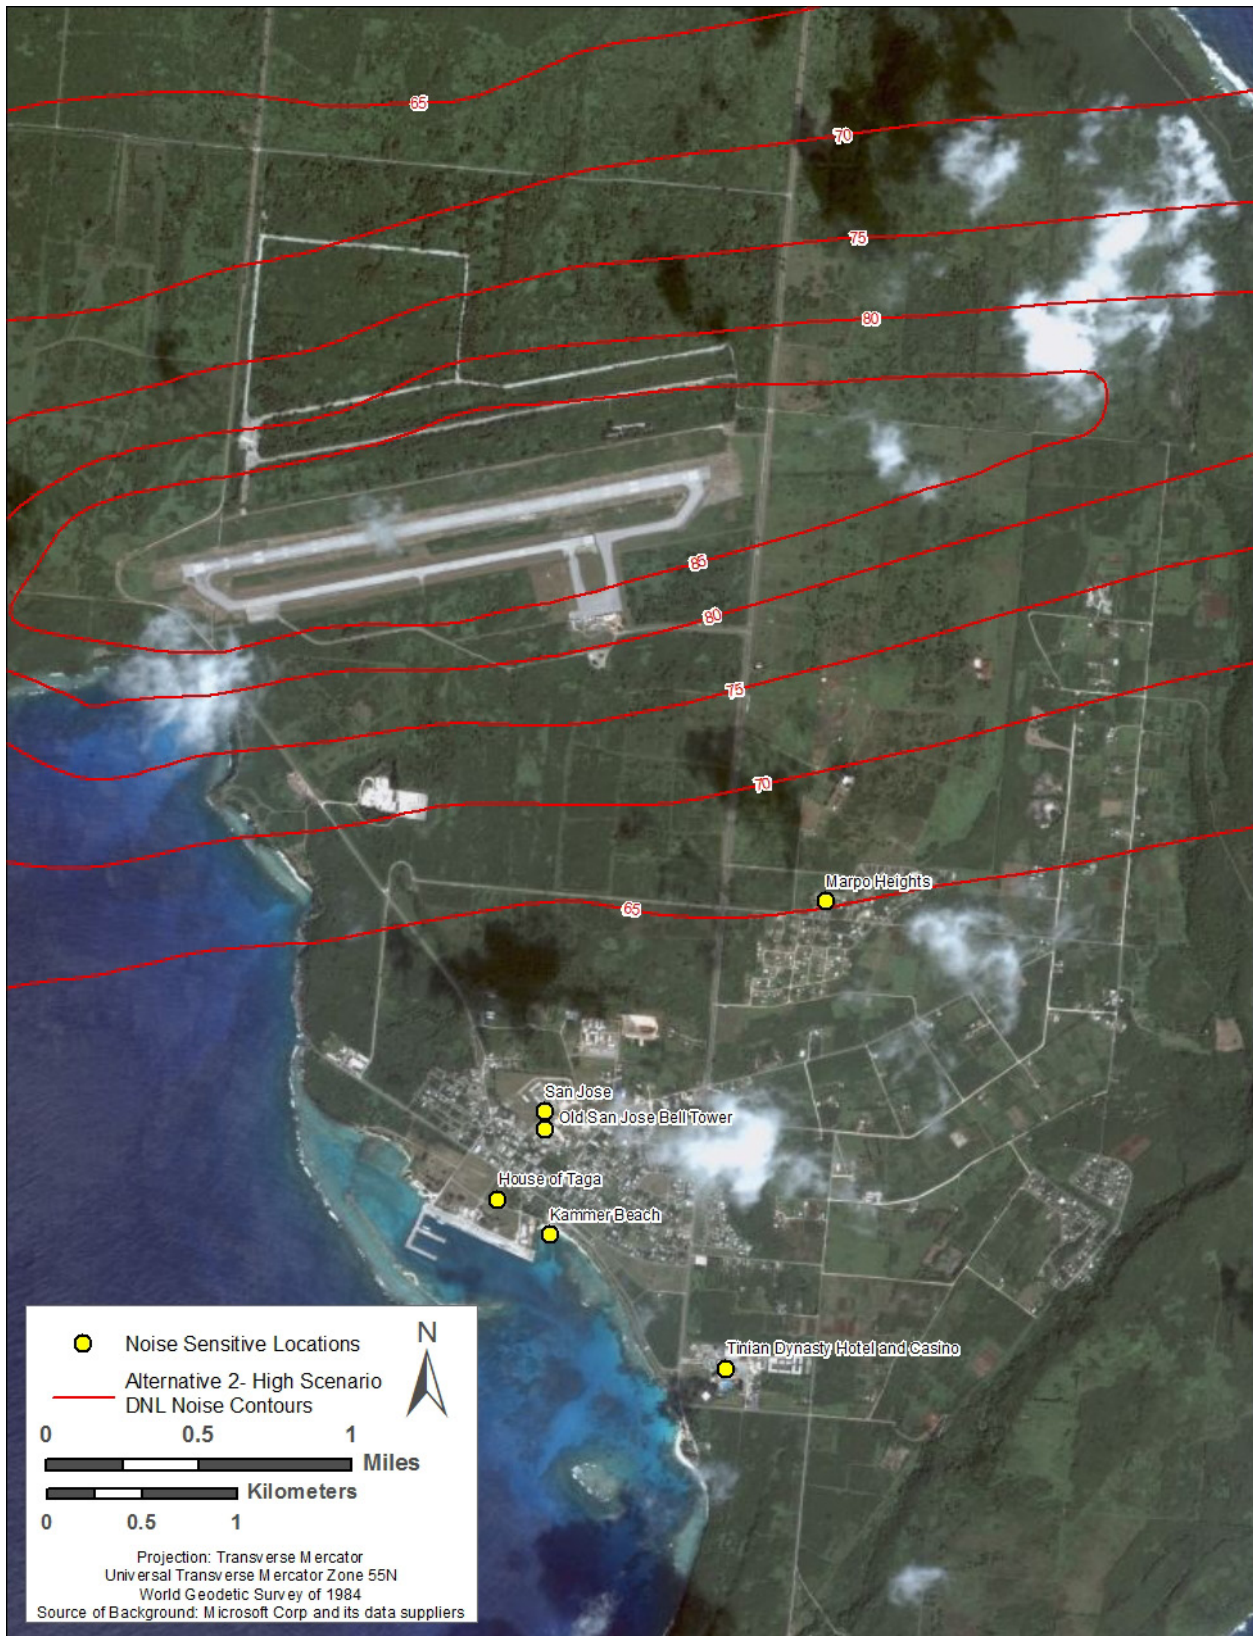 65
70
75
80
85
80
75
70
Marpo Heights
65
San Jose
Old San Jose Bell Tower
House of Taga
Kammer Beach
Tinian Dynasty Hotel and Casino
Noise Sensitive Locations
N
Alternative 2- High Scenario
DNL Noise Contours
0 0.5 1
Miles
Kilometers
0 0.5 1
Projection: Transverse Mercator
Universal Transverse Mercator Zone 55N
World Geodetic Survey of 1984
Source of Background: Microsoft Corp and its data suppliers